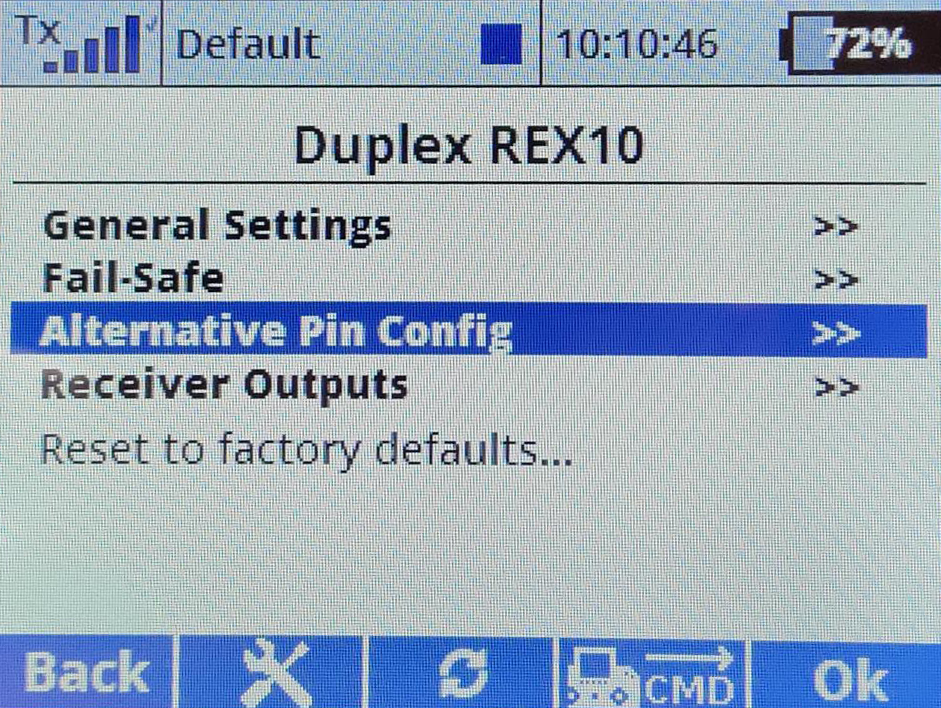 Tx Default 10:10:46 72%
Duplex REX10
General Settings >>
Fail-Safe >>
Alternative Pin Config >>
Receiver Outputs >>
Reset to factory defaults...
Back CMD Ok